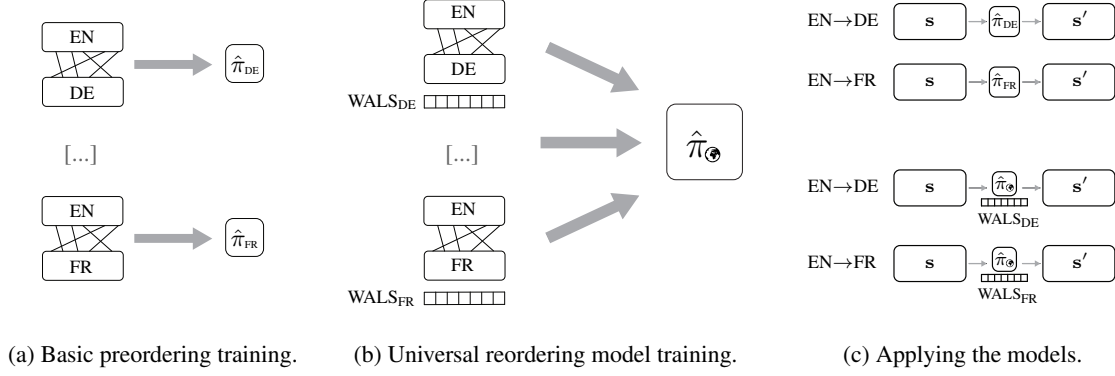 EN
π̂DE
DE
[...]
EN
π̂FR
FR
(a) Basic preordering training.
EN
DE
WALSDE
[...]
π̂
EN
FR
WALSFR
(b) Universal reordering model training.
EN→DE s π̂DE s′
EN→FR s π̂FR s′
EN→DE s π̂ s′
WALSDE
EN→FR s π̂ s′
WALSFR
(c) Applying the models.